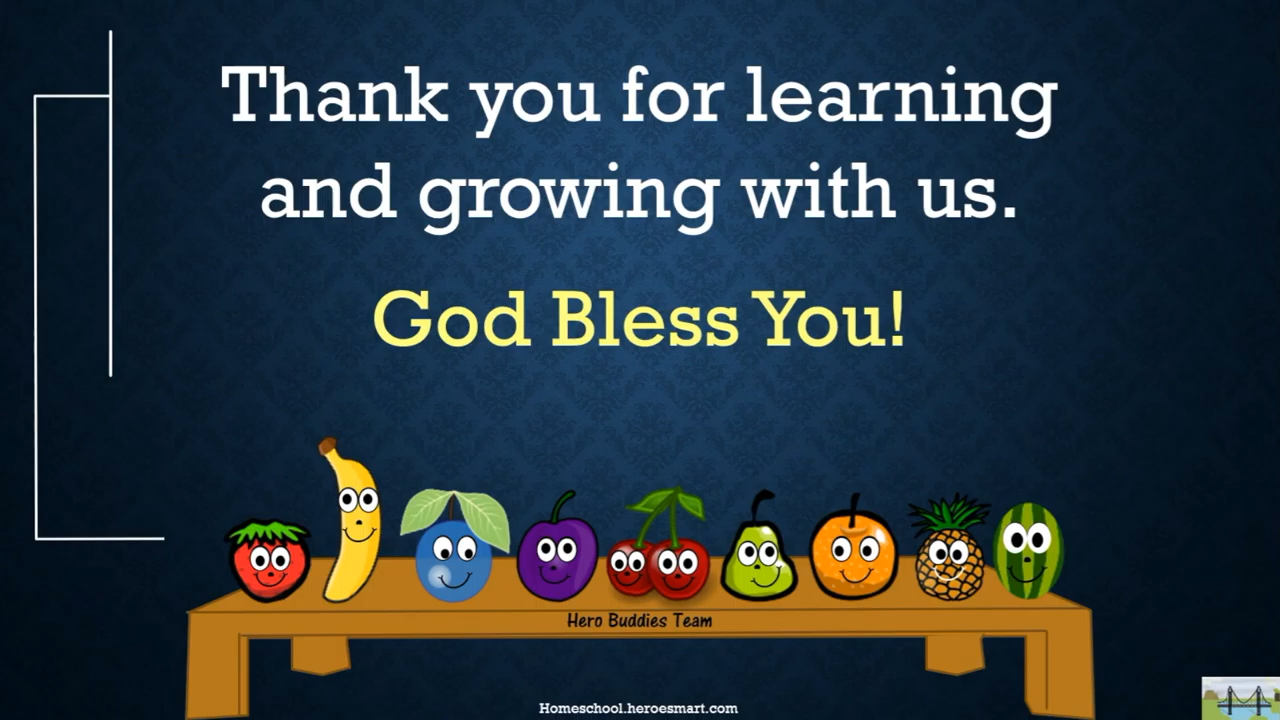 Thank you for learning
and growing with us.
God Bless You!
Hero Buddies Team
Homeschool.heroesmart.com